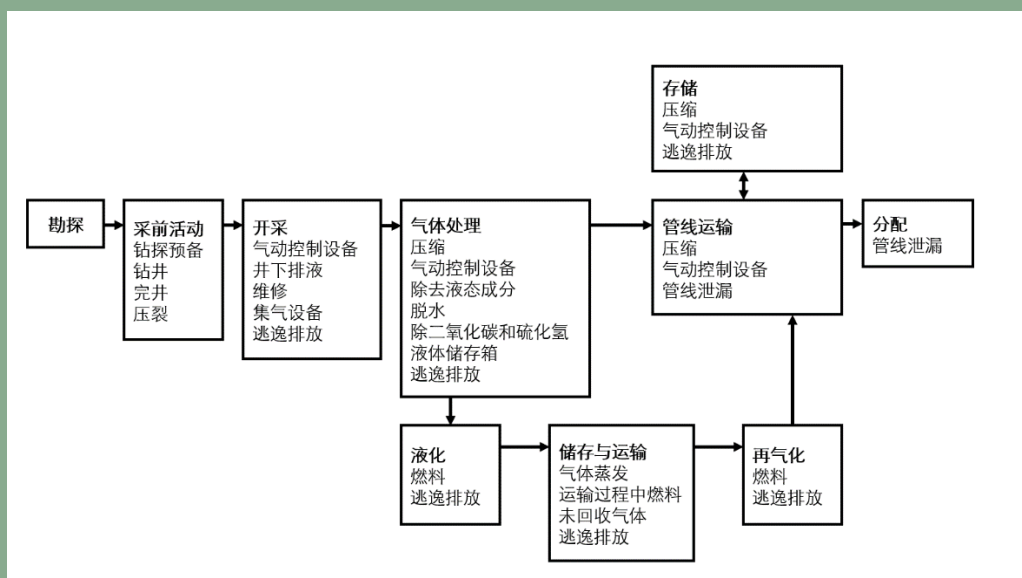 勘探
采前活动
钻探预备
钻井
完井
压裂
开采
气动控制设备
井下排液
维修
集气设备
逃逸排放
气体处理
压缩
气动控制设备
除去液态成分
脱水
除二氧化碳和硫化氢
液体储存箱
逃逸排放
存储
压缩
气动控制设备
逃逸排放
管线运输
压缩
气动控制设备
管线泄漏
分配
管线泄漏
液化
燃料
逃逸排放
储存与运输
气体蒸发
运输过程中燃料
未回收气体
逃逸排放
再气化
燃料
逃逸排放